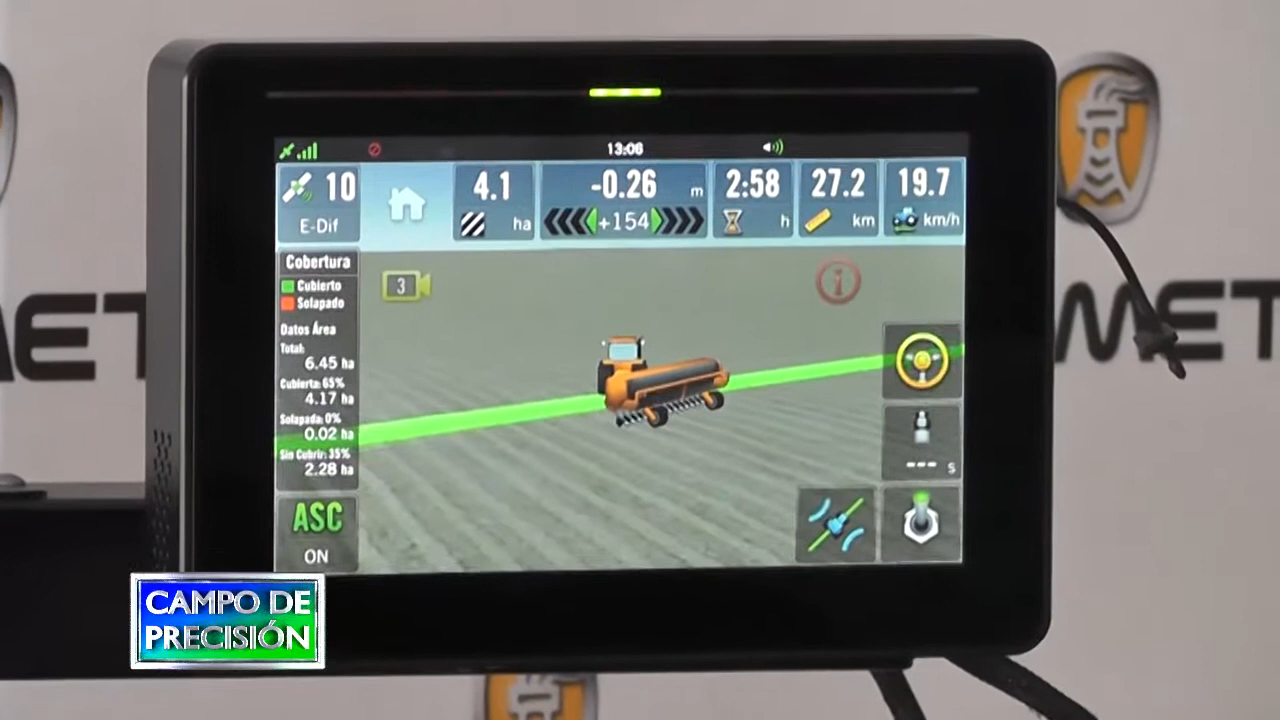 13:06
10
E-Dif
4.1
ha
-0.26 m
+154
2:58
h
27.2
km
19.7
km/h
Cobertura
Cubierto
Solapado
Datos Área
Total:
6.45 ha
Cubierta: 65%
4.17 ha
Solapada: 0%
0.02 ha
Sin Cubrir: 35%
2.28 ha
3
i
--- s
ASC
ON
MET
MET
CAMPO DE
PRECISIÓN